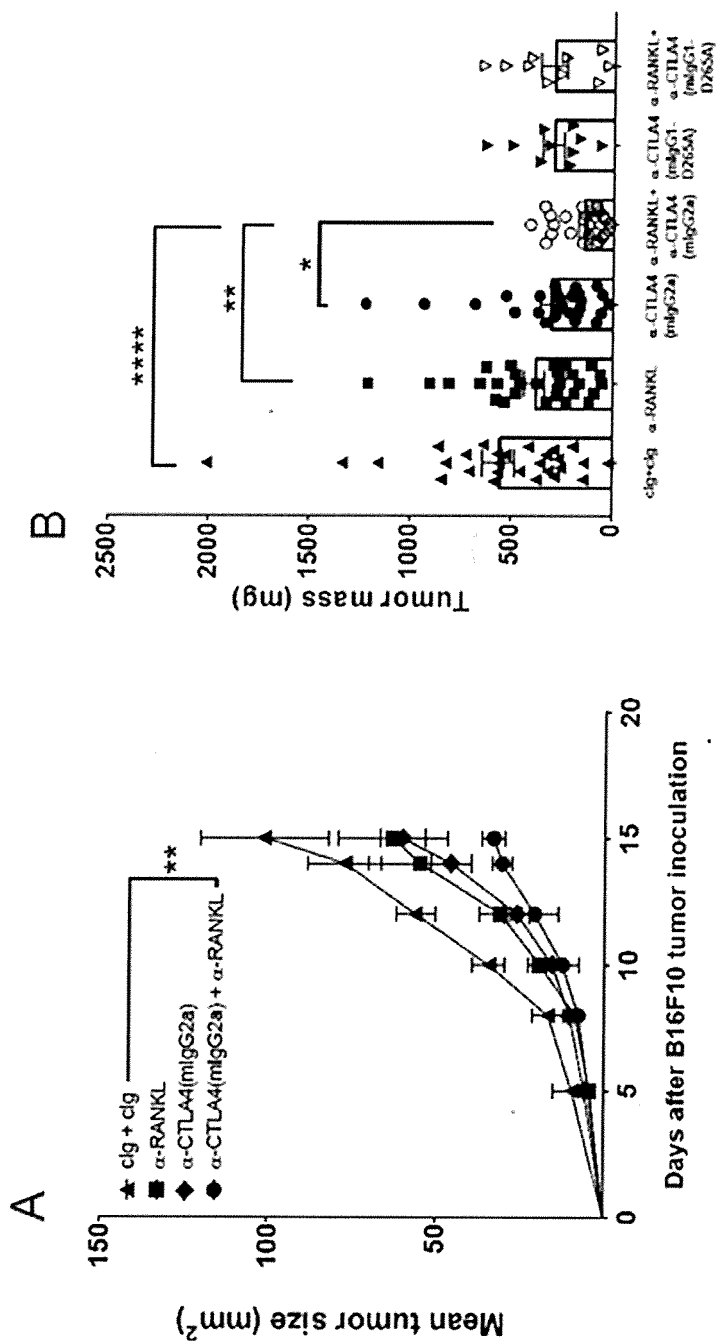 A
Mean tumor size (mm²)
150
100
50
0
5
10
15
20
Days after B16F10 tumor inoculation
cIg + cIg
α-RANKL
α-CTLA4(mIgG2a)
α-CTLA4(mIgG2a) + α-RANKL
**
B
Tumor mass (mg)
2500
2000
1500
1000
500
0
****
**
*
cIg+cIg
α-RANKL
α-CTLA4
(mIgG2a)
α-RANKL+
α-CTLA4
(mIgG2a)
α-CTLA4
(mIgG1-
D265A)
α-RANKL+
α-CTLA4
(mIgG1-
D265A)